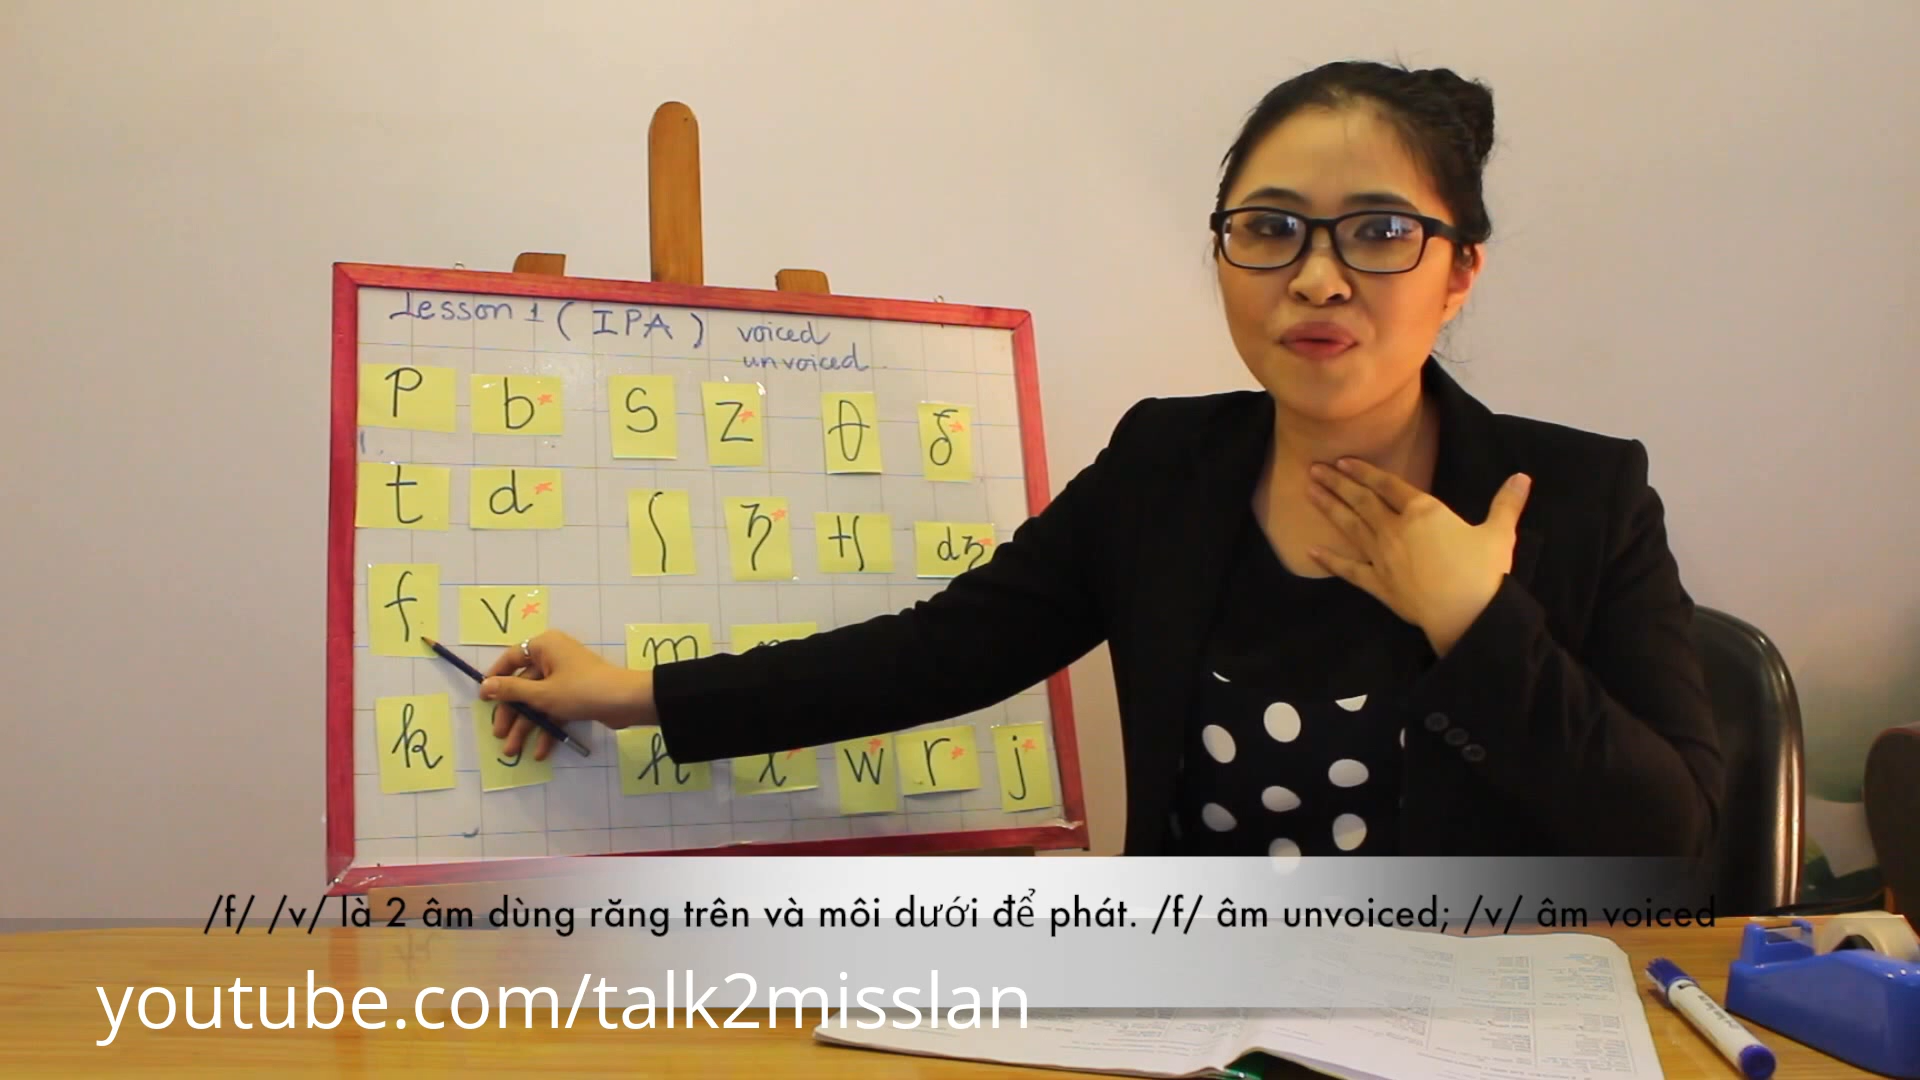 Lesson 1 (IPA) voiced
unvoiced
p b s z θ ð
t d ʃ ʒ tʃ dʒ
f v m
k h l w r j
/f/ /v/ là 2 âm dùng răng trên và môi dưới để phát. /f/ âm unvoiced; /v/ âm voiced
youtube.com/talk2misslan